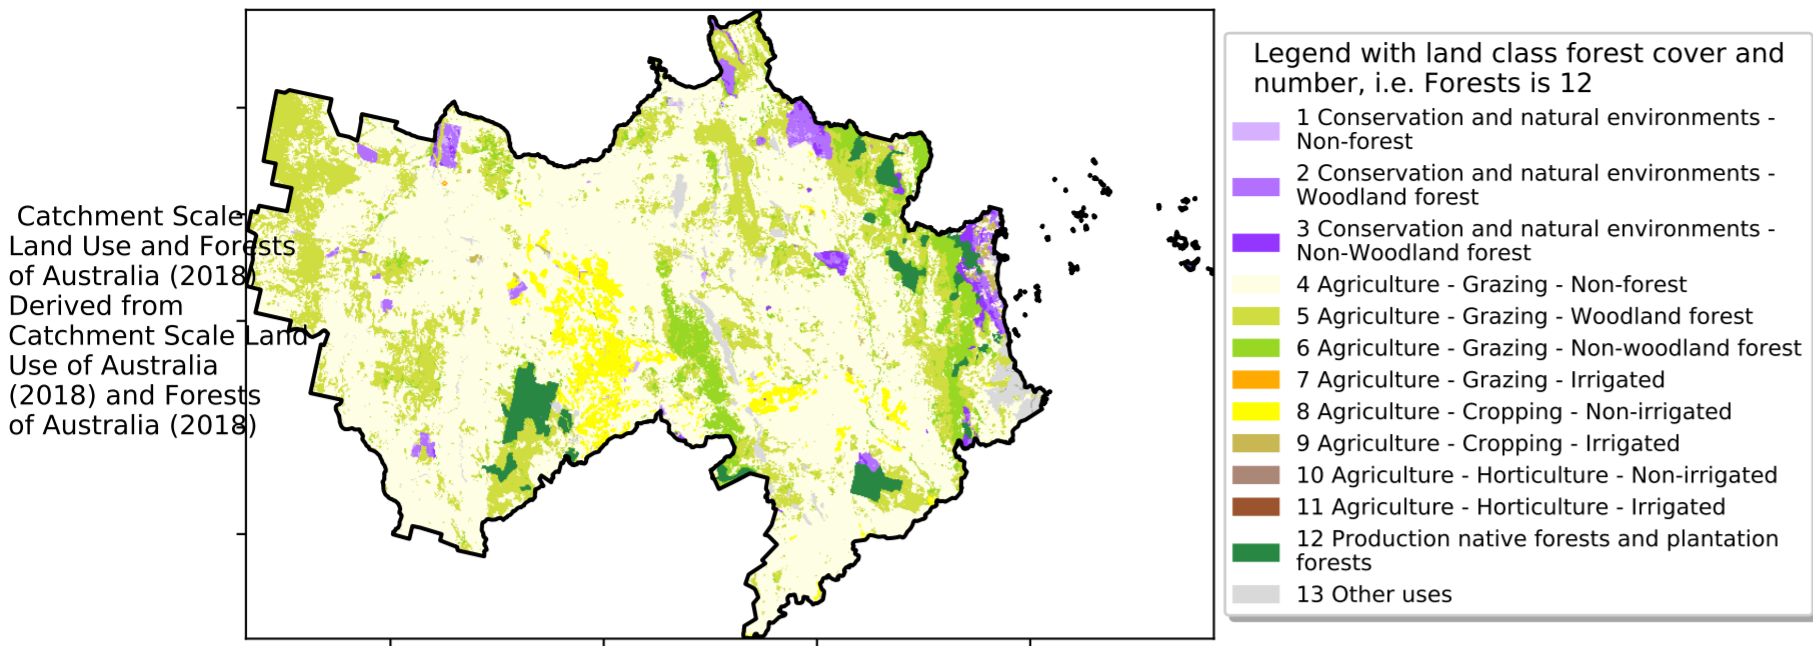 Catchment Scale
Land Use and Forests
of Australia (2018)
Derived from
Catchment Scale Land
Use of Australia
(2018) and Forests
of Australia (2018)
Legend with land class forest cover and
number, i.e. Forests is 12
1 Conservation and natural environments -
Non-forest
2 Conservation and natural environments -
Woodland forest
3 Conservation and natural environments -
Non-Woodland forest
4 Agriculture - Grazing - Non-forest
5 Agriculture - Grazing - Woodland forest
6 Agriculture - Grazing - Non-woodland forest
7 Agriculture - Grazing - Irrigated
8 Agriculture - Cropping - Non-irrigated
9 Agriculture - Cropping - Irrigated
10 Agriculture - Horticulture - Non-irrigated
11 Agriculture - Horticulture - Irrigated
12 Production native forests and plantation
forests
13 Other uses